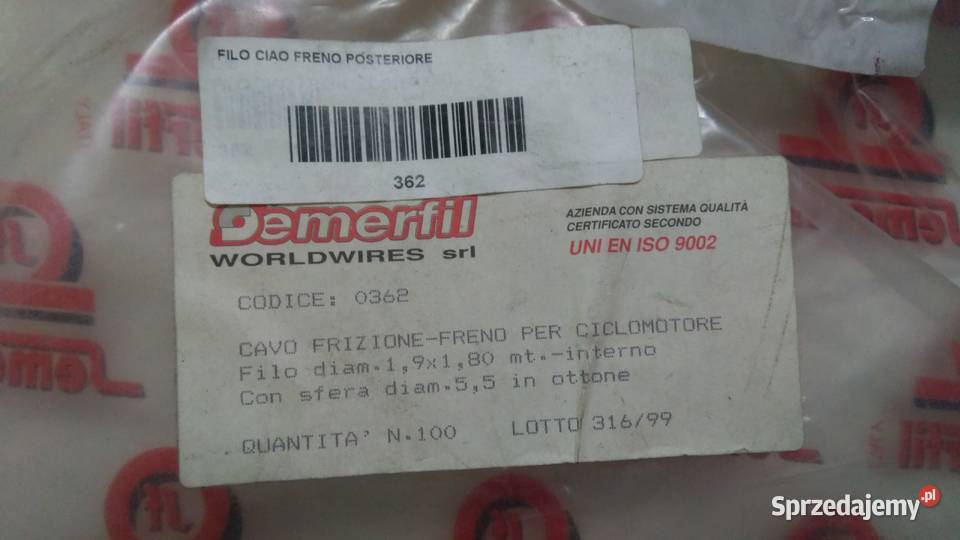 FILO CIAO FRENO POSTERIORE
362
Jemerfil
WORLDWIRES srl
AZIENDA CON SISTEMA QUALITÀ
CERTIFICATO SECONDO
UNI EN ISO 9002
CODICE: 0362
CAVO FRIZIONE-FRENO PER CICLOMOTORE
Filo diam.1,9x1,80 mt.-interno
Con sfera diam.5,5 in ottone
QUANTITA' N.100 LOTTO 316/99
Sprzedajemy.pl